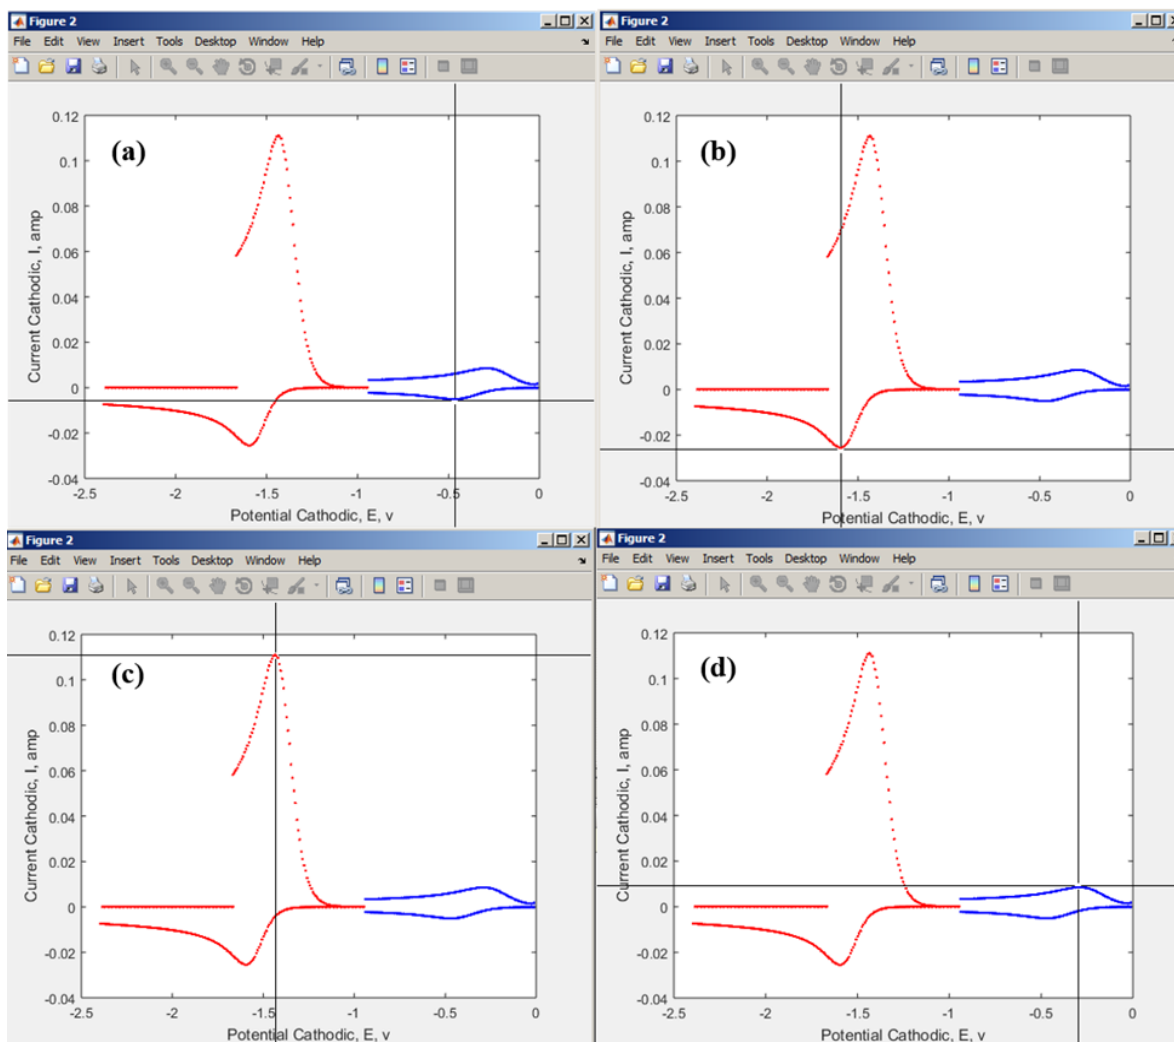 Figure 2
File Edit View Insert Tools Desktop Window Help
(a)
0.12
0.1
0.08
0.06
0.04
0.02
0
-0.02
-0.04
Current Cathodic, I, amp
-2.5 -2 -1.5 -1 -0.5 0
Potential Cathodic, E, v
Figure 2
File Edit View Insert Tools Desktop Window Help
(b)
0.12
0.1
0.08
0.06
0.04
0.02
0
-0.02
-0.04
Current Cathodic, I, amp
-2.5 -2 -1.5 -1 -0.5 0
Potential Cathodic, E, v
Figure 2
File Edit View Insert Tools Desktop Window Help
(c)
0.12
0.1
0.08
0.06
0.04
0.02
0
-0.02
-0.04
Current Cathodic, I, amp
-2.5 -2 -1.5 -1 -0.5 0
Potential Cathodic, E, v
Figure 2
File Edit View Insert Tools Desktop Window Help
(d)
0.12
0.1
0.08
0.06
0.04
0.02
0
-0.02
-0.04
Current Cathodic, I, amp
-2.5 -2 -1.5 -1 -0.5 0
Potential Cathodic, E, v